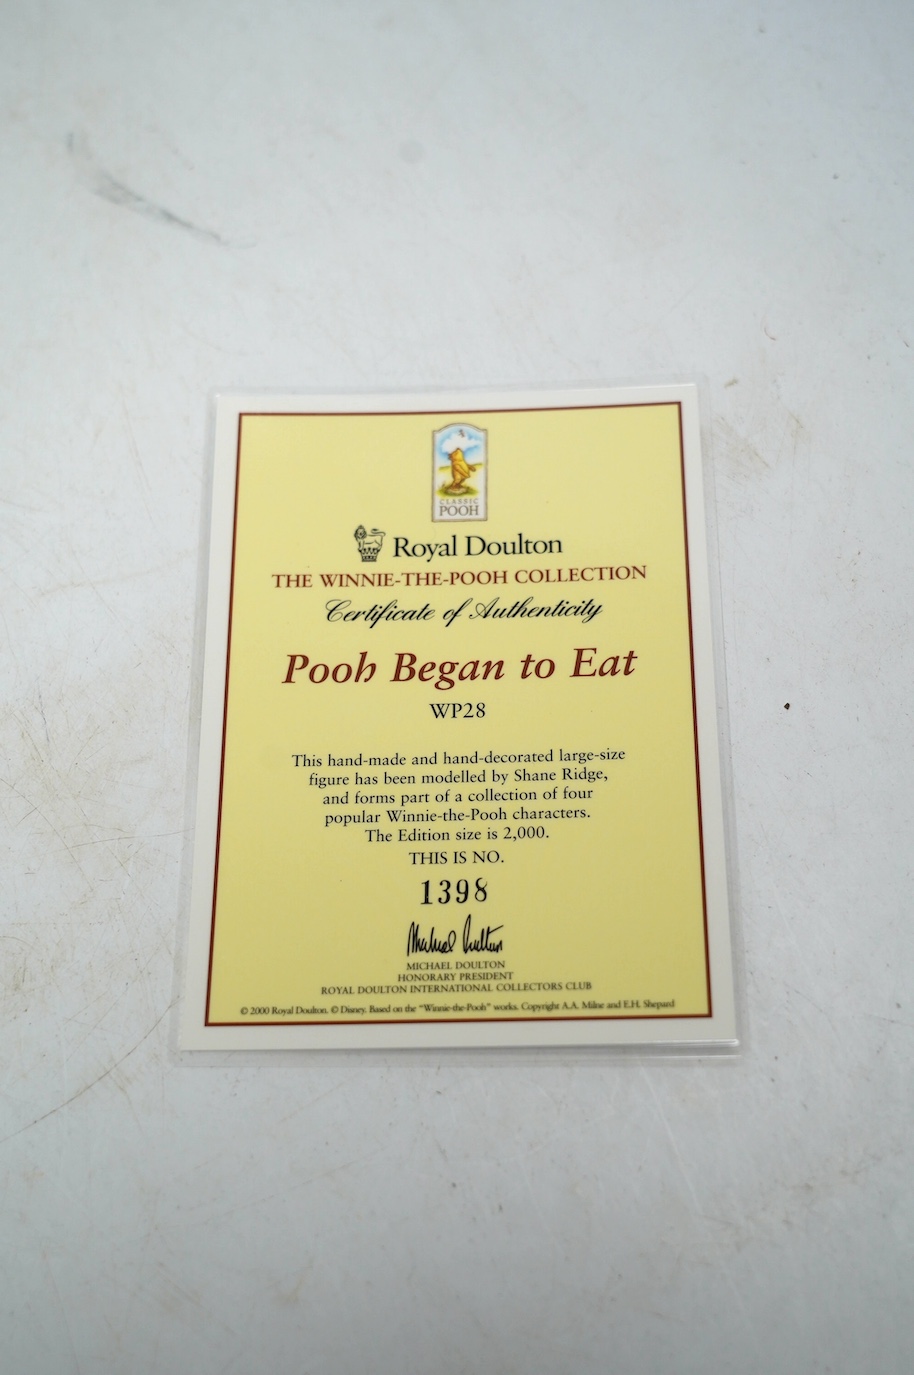 CLASSIC
POOH
Royal Doulton
THE WINNIE-THE-POOH COLLECTION
Certificate of Authenticity
Pooh Began to Eat
WP28
This hand-made and hand-decorated large-size
figure has been modelled by Shane Ridge,
and forms part of a collection of four
popular Winnie-the-Pooh characters.
The Edition size is 2,000.
THIS IS NO.
1398
Michael Doulton
MICHAEL DOULTON
HONORARY PRESIDENT
ROYAL DOULTON INTERNATIONAL COLLECTORS CLUB
© 2000 Royal Doulton. © Disney. Based on the "Winnie-the-Pooh" works. Copyright A.A. Milne and E.H. Shepard